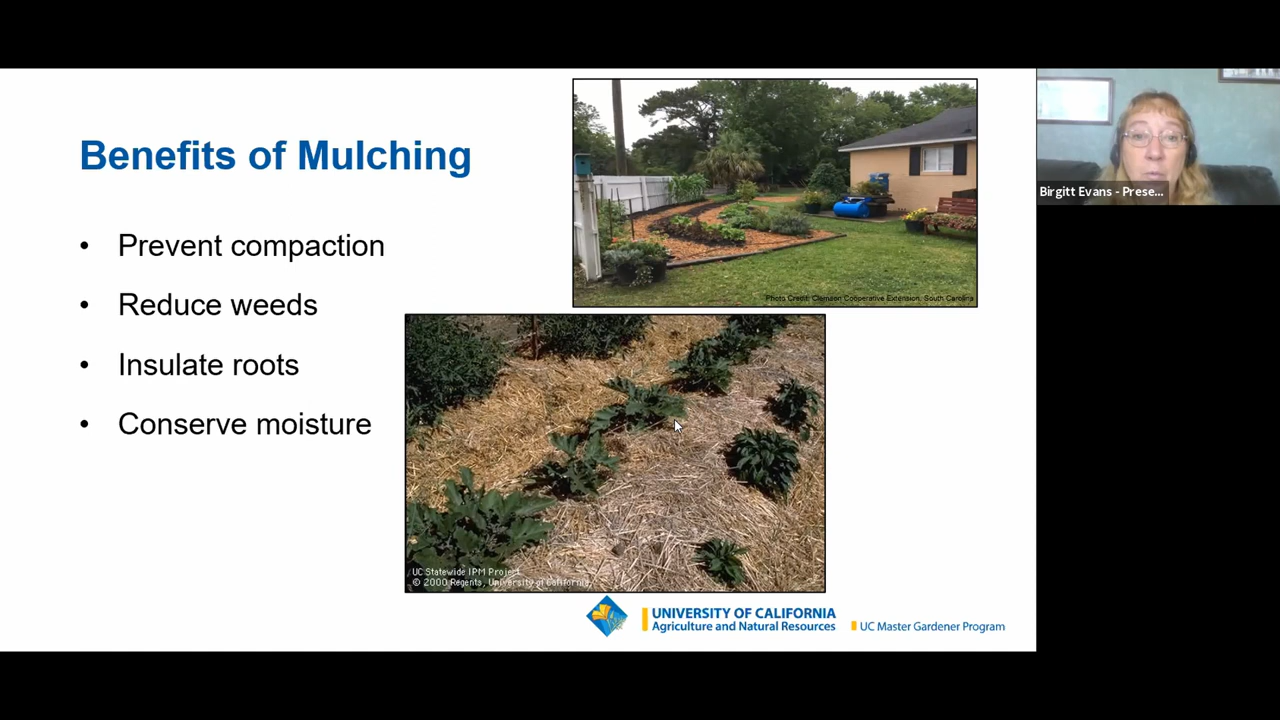 Benefits of Mulching
• Prevent compaction
• Reduce weeds
• Insulate roots
• Conserve moisture
Photo Credit: Clemson Cooperative Extension, South Carolina
UC Statewide IPM Project
© 2000 Regents, University of California
UNIVERSITY OF CALIFORNIA
Agriculture and Natural Resources
UC Master Gardener Program
Birgitt Evans - Prese...